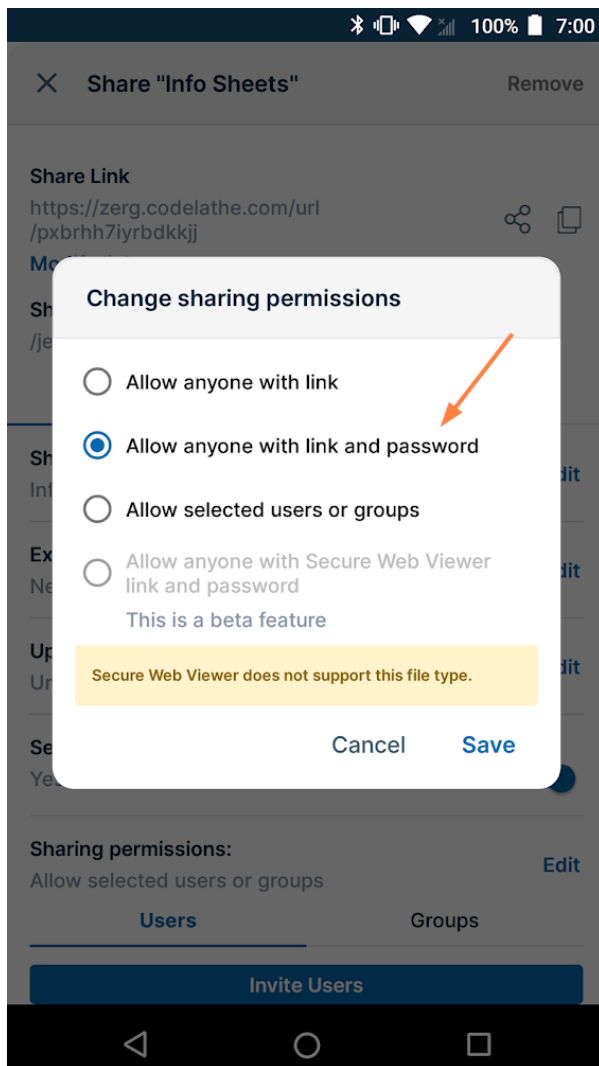 100% 7:00
Share "Info Sheets"
Remove
Share Link
https://zerg.codelathe.com/url
/pxbrhh7iyrbdkkjj
Change sharing permissions
/je
Allow anyone with link
Allow anyone with link and password
Allow selected users or groups
Allow anyone with Secure Web Viewer
link and password
This is a beta feature
Secure Web Viewer does not support this file type.
Cancel
Save
Sharing permissions:
Allow selected users or groups
Edit
Users
Groups
Invite Users